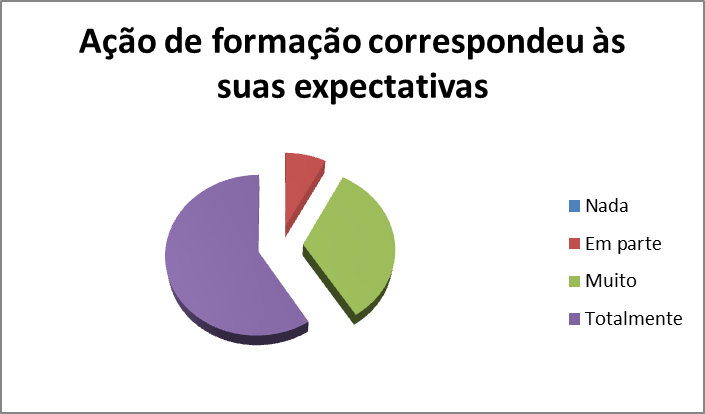 Ação de formação correspondeu às
suas expectativas
Nada
Em parte
Muito
Totalmente